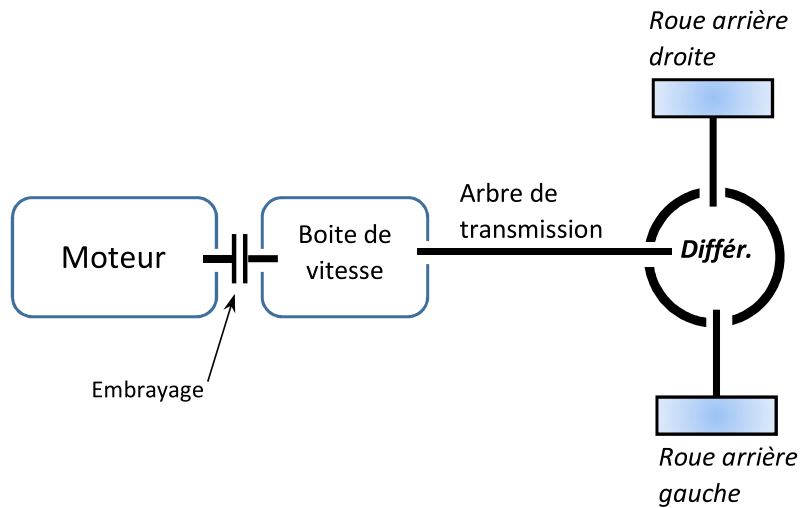 Roue arrière
droite
Arbre de
transmission
Moteur
Boite de
vitesse
Différ.
Embrayage
Roue arrière
gauche